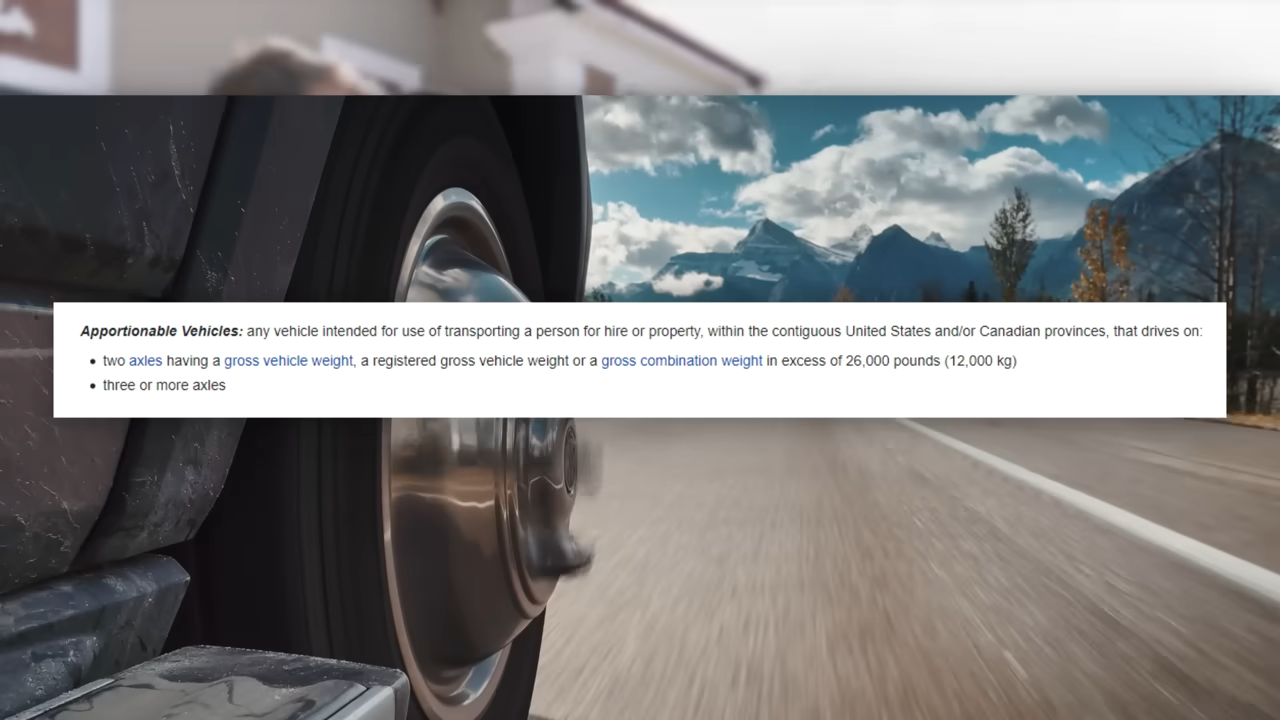 Apportionable Vehicles: any vehicle intended for use of transporting a person for hire or property, within the contiguous United States and/or Canadian provinces, that drives on:
• two axles having a gross vehicle weight, a registered gross vehicle weight or a gross combination weight in excess of 26,000 pounds (12,000 kg)
• three or more axles